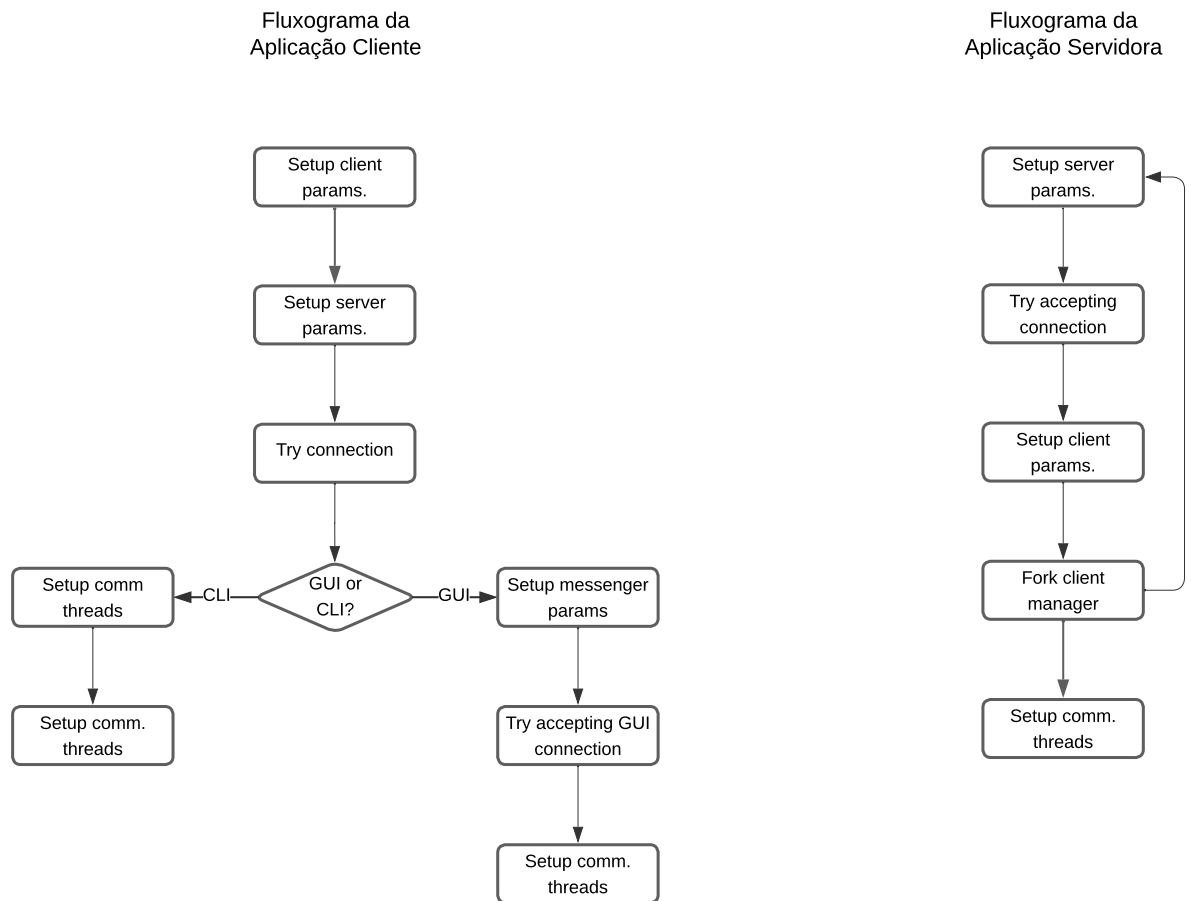 Fluxograma da
Aplicação Cliente
Setup client
params.
Setup server
params.
Try connection
GUI or
CLI?
CLI
Setup comm
threads
Setup comm.
threads
GUI
Setup messenger
params
Try accepting GUI
connection
Setup comm.
threads
Fluxograma da
Aplicação Servidora
Setup server
params.
Try accepting
connection
Setup client
params.
Fork client
manager
Setup comm.
threads